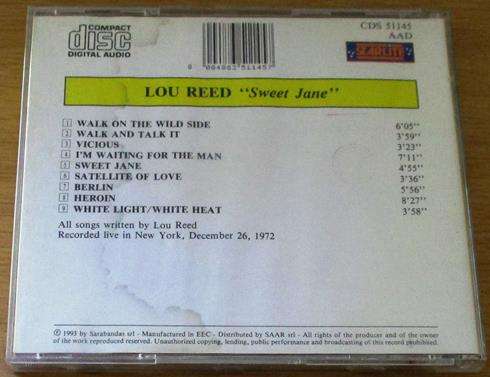 COMPACT
disc
DIGITAL AUDIO
CDS 51145
AAD
STARLITE
LOU REED "Sweet Jane"
1 WALK ON THE WILD SIDE 6'05"
2 WALK AND TALK IT 3'59"
3 VICIOUS 3'23"
4 I'M WAITING FOR THE MAN 7'11"
5 SWEET JANE 4'55"
6 SATELLITE OF LOVE 3'36"
7 BERLIN 5'56"
8 HEROIN 8'27"
9 WHITE LIGHT/WHITE HEAT 3'58"
All songs written by Lou Reed
Recorded live in New York, December 26, 1972
℗ 1993 by Sarabandas srl - Manufactured in EEC - Distributed by SAAR srl - All rights of the producer and of the owner
of the work reproduced reserved. Unauthorized copying, lending, public performance and broadcasting of this record prohibited.